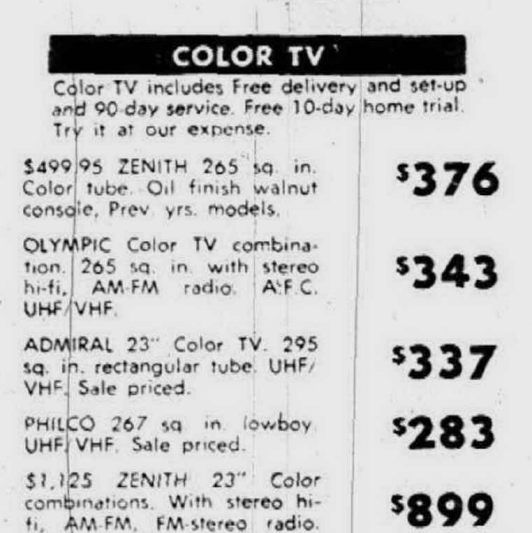 COLOR TV
Color TV includes Free delivery and set-up
and 90-day service. Free 10-day home trial.
Try it at our expense.
$499.95 ZENITH 265 sq. in.
Color tube. Oil finish walnut
console, Prev. yrs. models.
$376
OLYMPIC Color TV combina-
tion. 265 sq. in. with stereo
hi-fi, AM-FM radio. A.F.C.
UHF/VHF.
$343
ADMIRAL 23" Color TV. 295
sq. in. rectangular tube. UHF/
VHF. Sale priced.
$337
PHILCO 267 sq. in. lowboy.
UHF/VHF. Sale priced.
$283
$1,125 ZENITH 23" Color
combinations. With stereo hi-
fi, AM-FM, FM-stereo radio.
$899